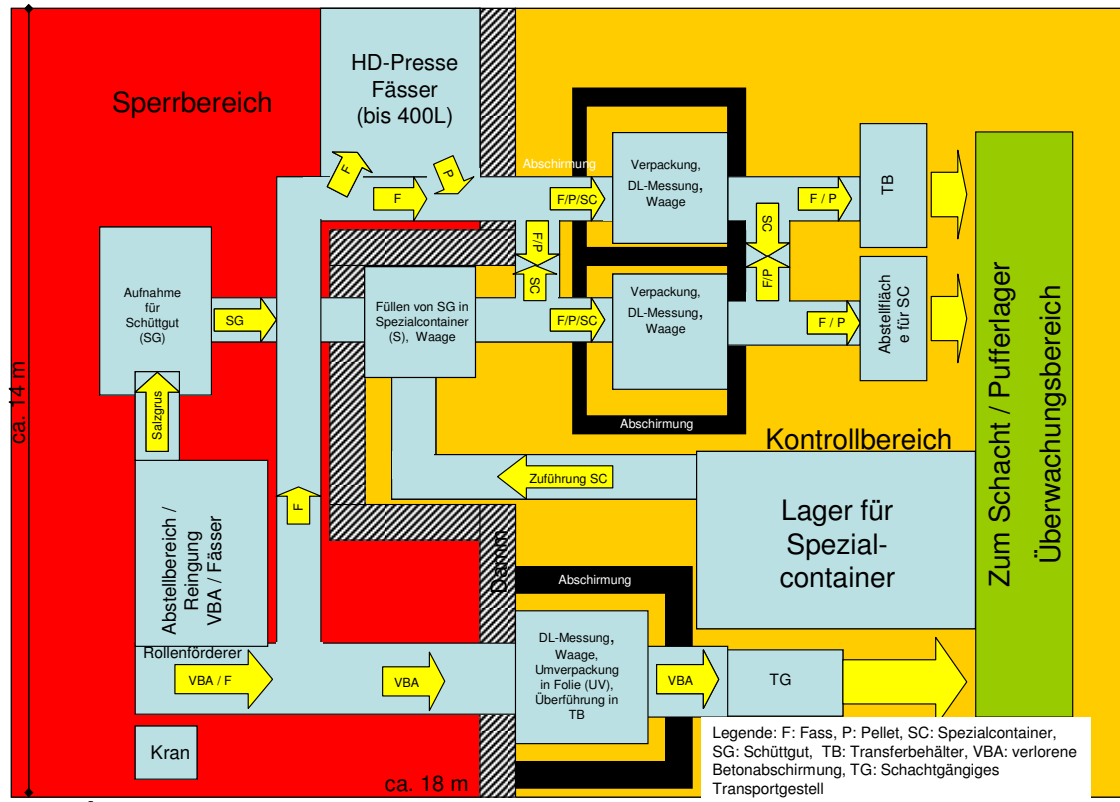 Sperrbereich
HD-Presse
Fässer
(bis 400L)
F
P
F
Abschirmung
F/P/SC
Verpackung,
DL-Messung,
Waage
F / P
TB
F/P
SC
SC
F/P
Aufnahme
für
Schüttgut
(SG)
SG
Füllen von SG in
Spezialcontainer
(S), Waage
F/P/SC
Verpackung,
DL-Messung,
Waage
F / P
Abstellfläch
e für SC
Salzgrus
ca. 14 m
Abschirmung
Kontrollbereich
Zum Schacht / Pufferlager
Überwachungsbereich
Zuführung SC
Lager für
Spezial-
container
F
Abstellbereich /
Reingung
VBA / Fässer
Damm
Abschirmung
Rollenförderer
VBA / F
VBA
DL-Messung,
Waage,
Umverpackung
in Folie (UV),
Überführung in
TB
VBA
TG
Kran
ca. 18 m
Legende: F: Fass, P: Pellet, SC: Spezialcontainer,
SG: Schüttgut, TB: Transferbehälter, VBA: verlorene
Betonabschirmung, TG: Schachtgängiges
Transportgestell